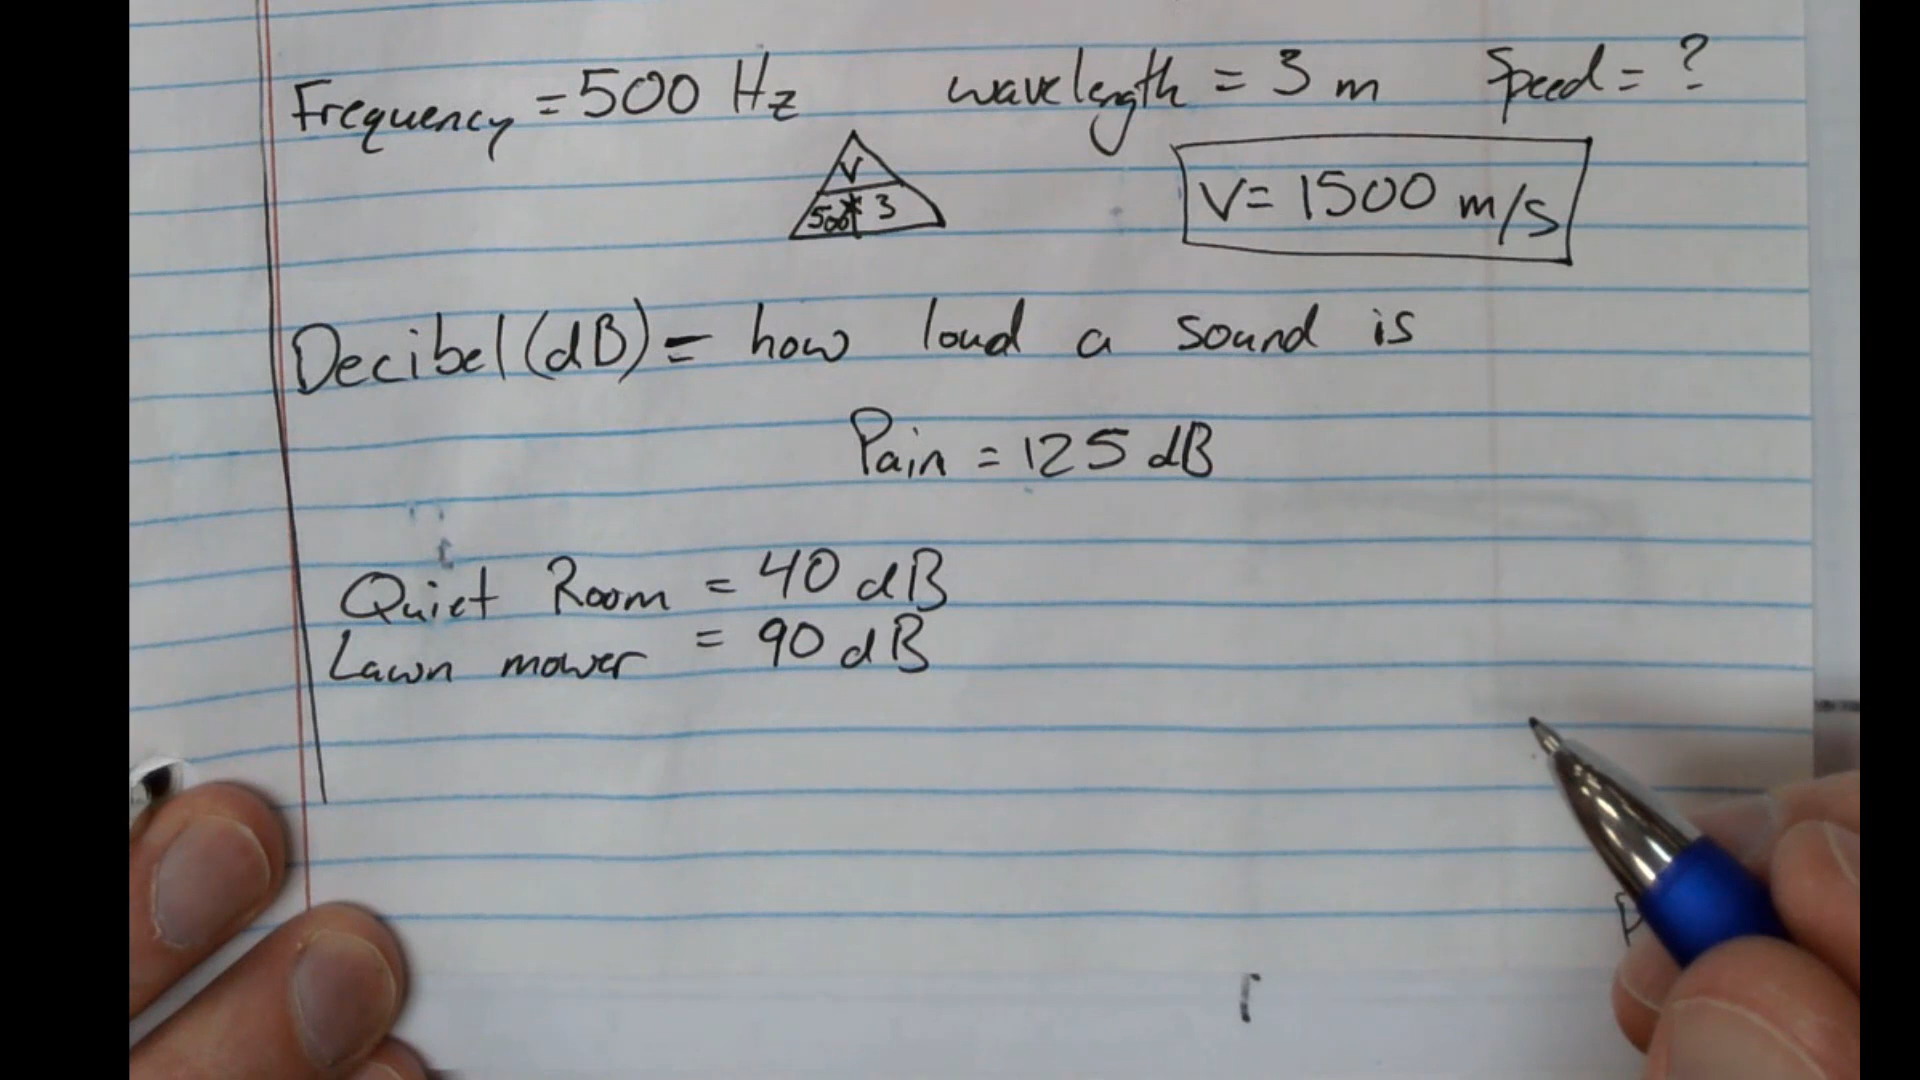 Frequency = 500 Hz wavelength = 3 m Speed = ?
V
500 * 3
V = 1500 m/s
Decibel (dB) = how loud a sound is
Pain = 125 dB
Quiet Room = 40 dB
Lawn mower = 90 dB